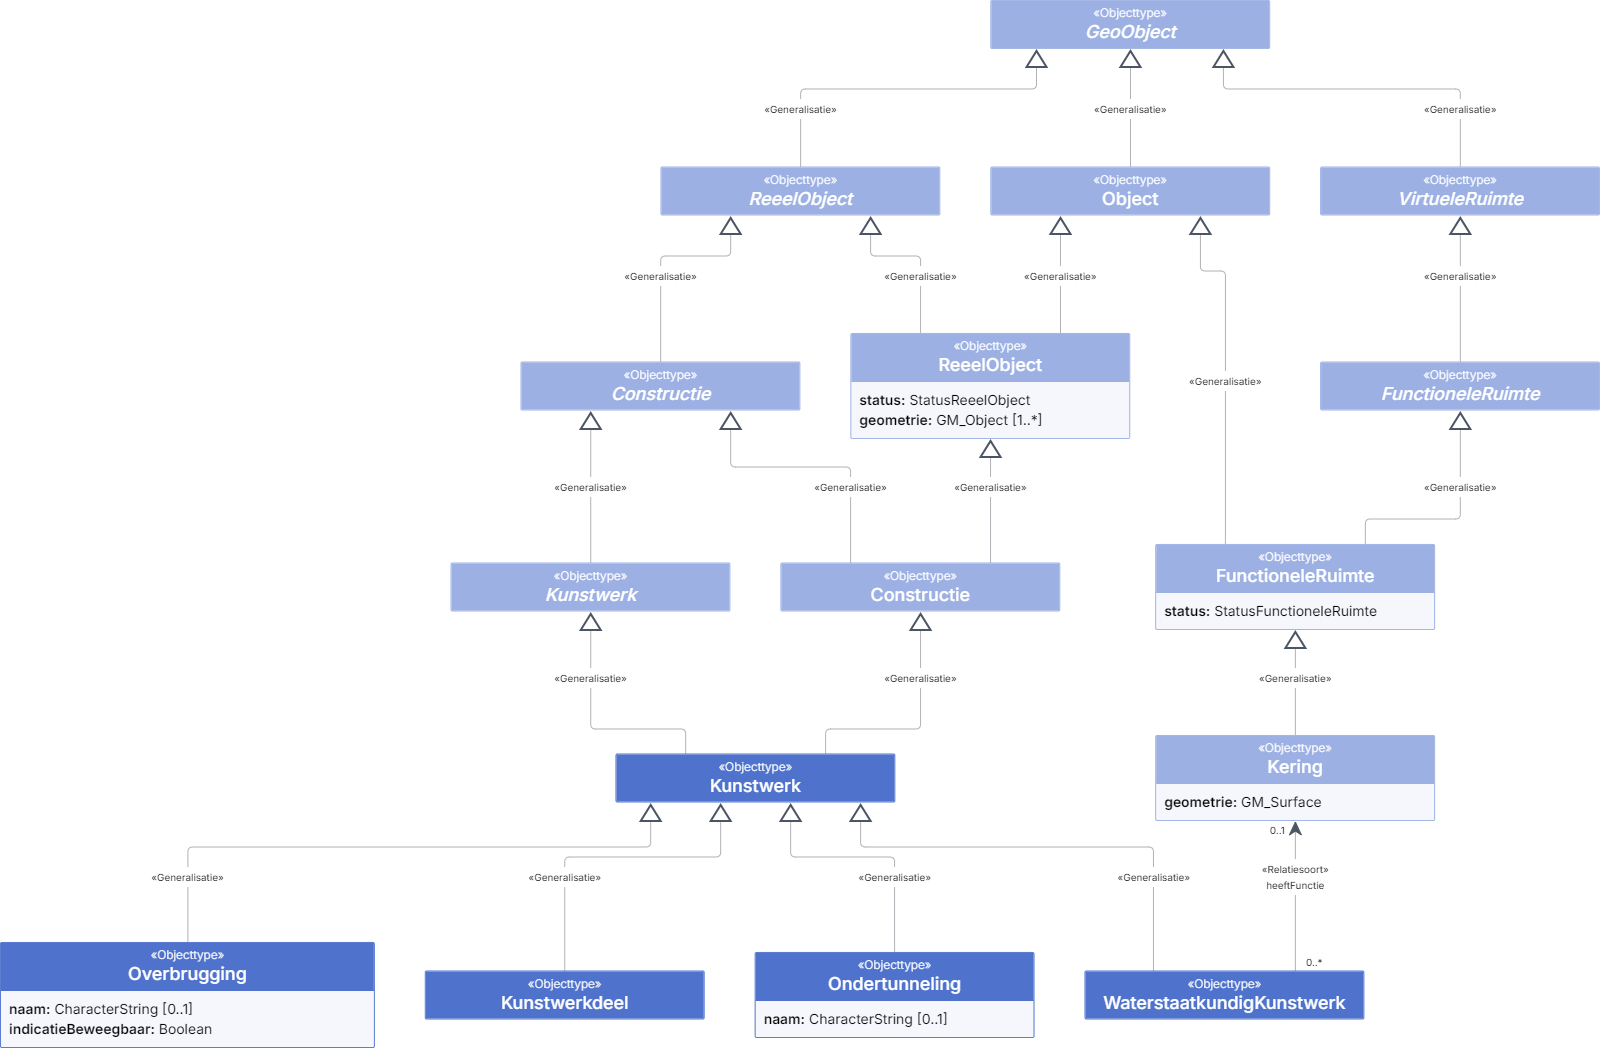 «Objecttype»
GeoObject
«Generalisatie»
«Generalisatie»
«Generalisatie»
«Objecttype»
ReeelObject
«Objecttype»
Object
«Objecttype»
VirtueleRuimte
«Generalisatie»
«Generalisatie»
«Generalisatie»
«Generalisatie»
«Objecttype»
ReeelObject
status: StatusReeelObject
geometrie: GM_Object [1..*]
«Objecttype»
Constructie
«Generalisatie»
«Objecttype»
FunctioneleRuimte
«Generalisatie»
«Generalisatie»
«Generalisatie»
«Generalisatie»
«Objecttype»
Kunstwerk
«Objecttype»
Constructie
«Objecttype»
FunctioneleRuimte
status: StatusFunctioneleRuimte
«Generalisatie»
«Generalisatie»
«Generalisatie»
«Objecttype»
Kunstwerk
«Objecttype»
Kering
geometrie: GM_Surface
0..1
«Relatiesoort»
heeftFunctie
0..*
«Generalisatie»
«Generalisatie»
«Generalisatie»
«Generalisatie»
«Objecttype»
Overbrugging
naam: CharacterString [0..1]
indicatieBeweegbaar: Boolean
«Objecttype»
Kunstwerkdeel
«Objecttype»
Ondertunneling
naam: CharacterString [0..1]
«Objecttype»
WaterstaatkundigKunstwerk